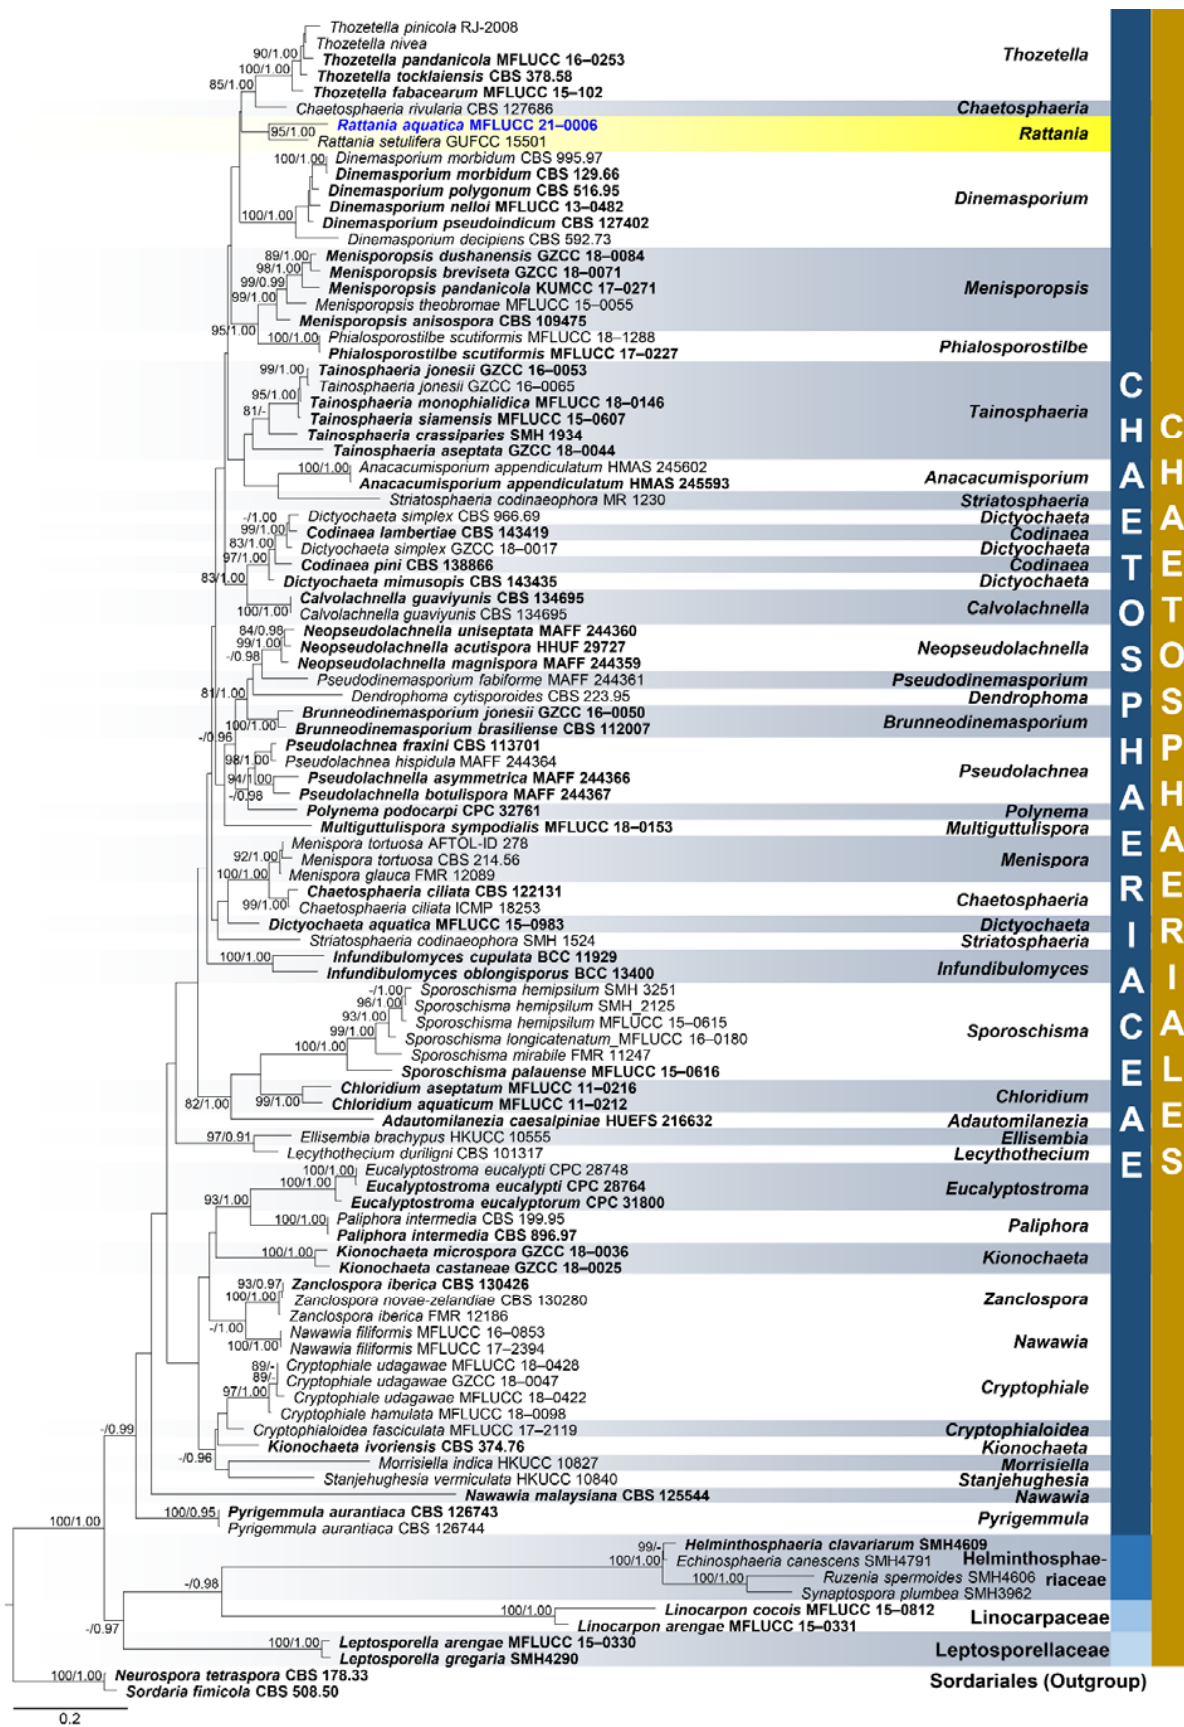 Thozetella pinicola RJ-2008
Thozetella nivea
90/1.00
Thozetella pandanicola MFLUCC 16–0253
Thozetella
100/1.00
Thozetella tocklaiensis CBS 378.58
85/1.00
Thozetella fabacearum MFLUCC 15–102
Chaetosphaeria rivularia CBS 127686
Chaetosphaeria
Rattania aquatica MFLUCC 21–0006
95/1.00
Rattania setulifera GUFCC 15501
Rattania
100/1.00
Dinemasporium morbidum CBS 995.97
Dinemasporium morbidum CBS 129.66
Dinemasporium polygonum CBS 516.95
Dinemasporium
Dinemasporium nelloi MFLUCC 13–0482
100/1.00
Dinemasporium pseudoindicum CBS 127402
Dinemasporium decipiens CBS 592.73
89/1.00
Menisporopsis dushanensis GZCC 18–0084
98/1.00
Menisporopsis breviseta GZCC 18–0071
99/0.99
Menisporopsis pandanicola KUMCC 17–0271
Menisporopsis
99/1.00
Menisporopsis theobromae MFLUCC 15–0055
Menisporopsis anisospora CBS 109475
95/1.00
100/1.00
Phialosporostilbe scutiformis MFLUCC 18–1288
Phialosporostilbe scutiformis MFLUCC 17–0227
Phialosporostilbe
99/1.00
Tainosphaeria jonesii GZCC 16–0053
Tainosphaeria jonesii GZCC 16–0065
95/1.00
Tainosphaeria monophialidica MFLUCC 18–0146
Tainosphaeria
81/-
Tainosphaeria siamensis MFLUCC 15–0607
Tainosphaeria crassiparies SMH 1934
Tainosphaeria aseptata GZCC 18–0044
100/1.00
Anacacumisporium appendiculatum HMAS 245602
Anacacumisporium appendiculatum HMAS 245593
Anacacumisporium
Striatosphaeria codinaeophora MR 1230
Striatosphaeria
-/1.00
Dictyochaeta simplex CBS 966.69
Dictyochaeta
99/1.00
Codinaea lambertiae CBS 143419
Codinaea
83/1.00
Dictyochaeta simplex GZCC 18–0017
Dictyochaeta
97/1.00
Codinaea pini CBS 138866
Codinaea
83/1.00
Dictyochaeta mimusopis CBS 143435
Dictyochaeta
Calvolachnella guaviyunis CBS 134695
100/1.00
Calvolachnella guaviyunis CBS 134695
Calvolachnella
84/0.98
Neopseudolachnella uniseptata MAFF 244360
99/1.00
Neopseudolachnella acutispora HHUF 29727
Neopseudolachnella
-/0.98
Neopseudolachnella magnispora MAFF 244359
Pseudodinemasporium fabiforme MAFF 244361
Pseudodinemasporium
81/1.00
Dendrophoma cytisporoides CBS 223.95
Dendrophoma
Brunneodinemasporium jonesii GZCC 16–0050
100/1.00
Brunneodinemasporium brasiliense CBS 112007
Brunneodinemasporium
-/0.96
Pseudolachnea fraxini CBS 113701
98/1.00
Pseudolachnea hispidula MAFF 244364
Pseudolachnea
94/1.00
Pseudolachnella asymmetrica MAFF 244366
-/0.98
Pseudolachnella botulispora MAFF 244367
Polynema podocarpi CPC 32761
Polynema
Multiguttulispora sympodialis MFLUCC 18–0153
Multiguttulispora
Menispora tortuosa AFTOL-ID 278
92/1.00
Menispora tortuosa CBS 214.56
Menispora
100/1.00
Menispora glauca FMR 12089
Chaetosphaeria ciliata CBS 122131
99/1.00
Chaetosphaeria ciliata ICMP 18253
Chaetosphaeria
Dictyochaeta aquatica MFLUCC 15–0983
Dictyochaeta
Striatosphaeria codinaeophora SMH 1524
Striatosphaeria
100/1.00
Infundibulomyces cupulata BCC 11929
Infundibulomyces oblongisporus BCC 13400
Infundibulomyces
-/1.00
Sporoschisma hemipsilum SMH 3251
96/1.00
Sporoschisma hemipsilum SMH_2125
93/1.00
Sporoschisma hemipsilum MFLUCC 15–0615
Sporoschisma
99/1.00
Sporoschisma longicatenatum_MFLUCC 16–0180
100/1.00
Sporoschisma mirabile FMR 11247
Sporoschisma palauense MFLUCC 15–0616
Chloridium aseptatum MFLUCC 11–0216
82/1.00
99/1.00
Chloridium aquaticum MFLUCC 11–0212
Chloridium
Adautomilanezia caesalpiniae HUEFS 216632
Adautomilanezia
97/0.91
Ellisembia brachypus HKUCC 10555
Ellisembia
Lecythothecium duriligni CBS 101317
Lecythothecium
100/1.00
Eucalyptostroma eucalypti CPC 28748
100/1.00
Eucalyptostroma eucalypti CPC 28764
Eucalyptostroma
93/1.00
Eucalyptostroma eucalyptorum CPC 31800
100/1.00
Paliphora intermedia CBS 199.95
Paliphora intermedia CBS 896.97
Paliphora
100/1.00
Kionochaeta microspora GZCC 18–0036
Kionochaeta castaneae GZCC 18–0025
Kionochaeta
93/0.97
Zanclospora iberica CBS 130426
100/1.00
Zanclospora novae-zelandiae CBS 130280
Zanclospora
Zanclospora iberica FMR 12186
-/1.00
Nawawia filiformis MFLUCC 16–0853
100/1.00
Nawawia filiformis MFLUCC 17–2394
Nawawia
89/-
Cryptophiale udagawae MFLUCC 18–0428
89/-
Cryptophiale udagawae GZCC 18–0047
Cryptophiale
97/1.00
Cryptophiale udagawae MFLUCC 18–0422
Cryptophiale hamulata MFLUCC 18–0098
Cryptophialoidea fasciculata MFLUCC 17–2119
Cryptophialoidea
-/0.99
Kionochaeta ivoriensis CBS 374.76
Kionochaeta
-/0.96
Morrisiella indica HKUCC 10827
Morrisiella
Stanjehughesia vermiculata HKUCC 10840
Stanjehughesia
Nawawia malaysiana CBS 125544
Nawawia
100/0.95
Pyrigemmula aurantiaca CBS 126743
100/1.00
Pyrigemmula aurantiaca CBS 126744
Pyrigemmula
99/-
Helminthosphaeria clavariarum SMH4609
100/1.00
Echinosphaeria canescens SMH4791
Helminthosphae-
-/0.98
100/1.00
Ruzenia spermoides SMH4606
riaceae
Synaptospora plumbea SMH3962
100/1.00
Linocarpon cocois MFLUCC 15–0812
-/0.97
Linocarpon arengae MFLUCC 15–0331
Linocarpaceae
100/1.00
Leptosporella arengae MFLUCC 15–0330
Leptosporella gregaria SMH4290
Leptosporellaceae
100/1.00
Neurospora tetraspora CBS 178.33
Sordaria fimicola CBS 508.50
Sordariales (Outgroup)
0.2
CHAETOSPHAERIACEAE
CHAETOSPHAERIALES